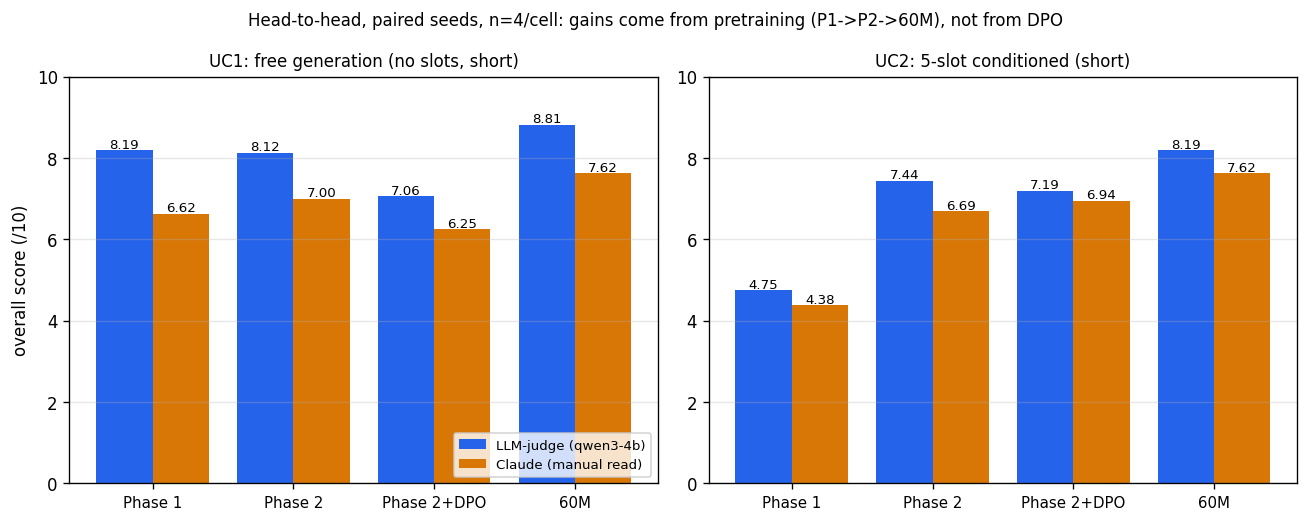 Head-to-head, paired seeds, n=4/cell: gains come from pretraining (P1->P2->60M), not from DPO
UC1: free generation (no slots, short)
overall score (/10)
10
8
6
4
2
0
8.19
6.62
8.12
7.00
7.06
6.25
8.81
7.62
LLM-judge (qwen3-4b)
Claude (manual read)
Phase 1
Phase 2
Phase 2+DPO
60M
UC2: 5-slot conditioned (short)
10
8
6
4
2
0
4.75
4.38
7.44
6.69
7.19
6.94
8.19
7.62
Phase 1
Phase 2
Phase 2+DPO
60M